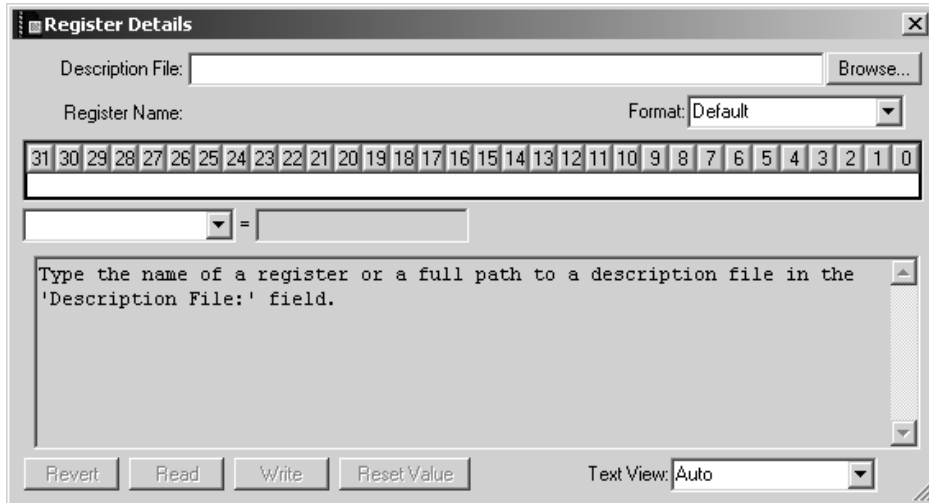 Register Details
Description File: Browse...
Register Name: Format: Default
31 30 29 28 27 26 25 24 23 22 21 20 19 18 17 16 15 14 13 12 11 10 9 8 7 6 5 4 3 2 1 0
=
Type the name of a register or a full path to a description file in the
'Description File:' field.
Revert Read Write Reset Value Text View: Auto